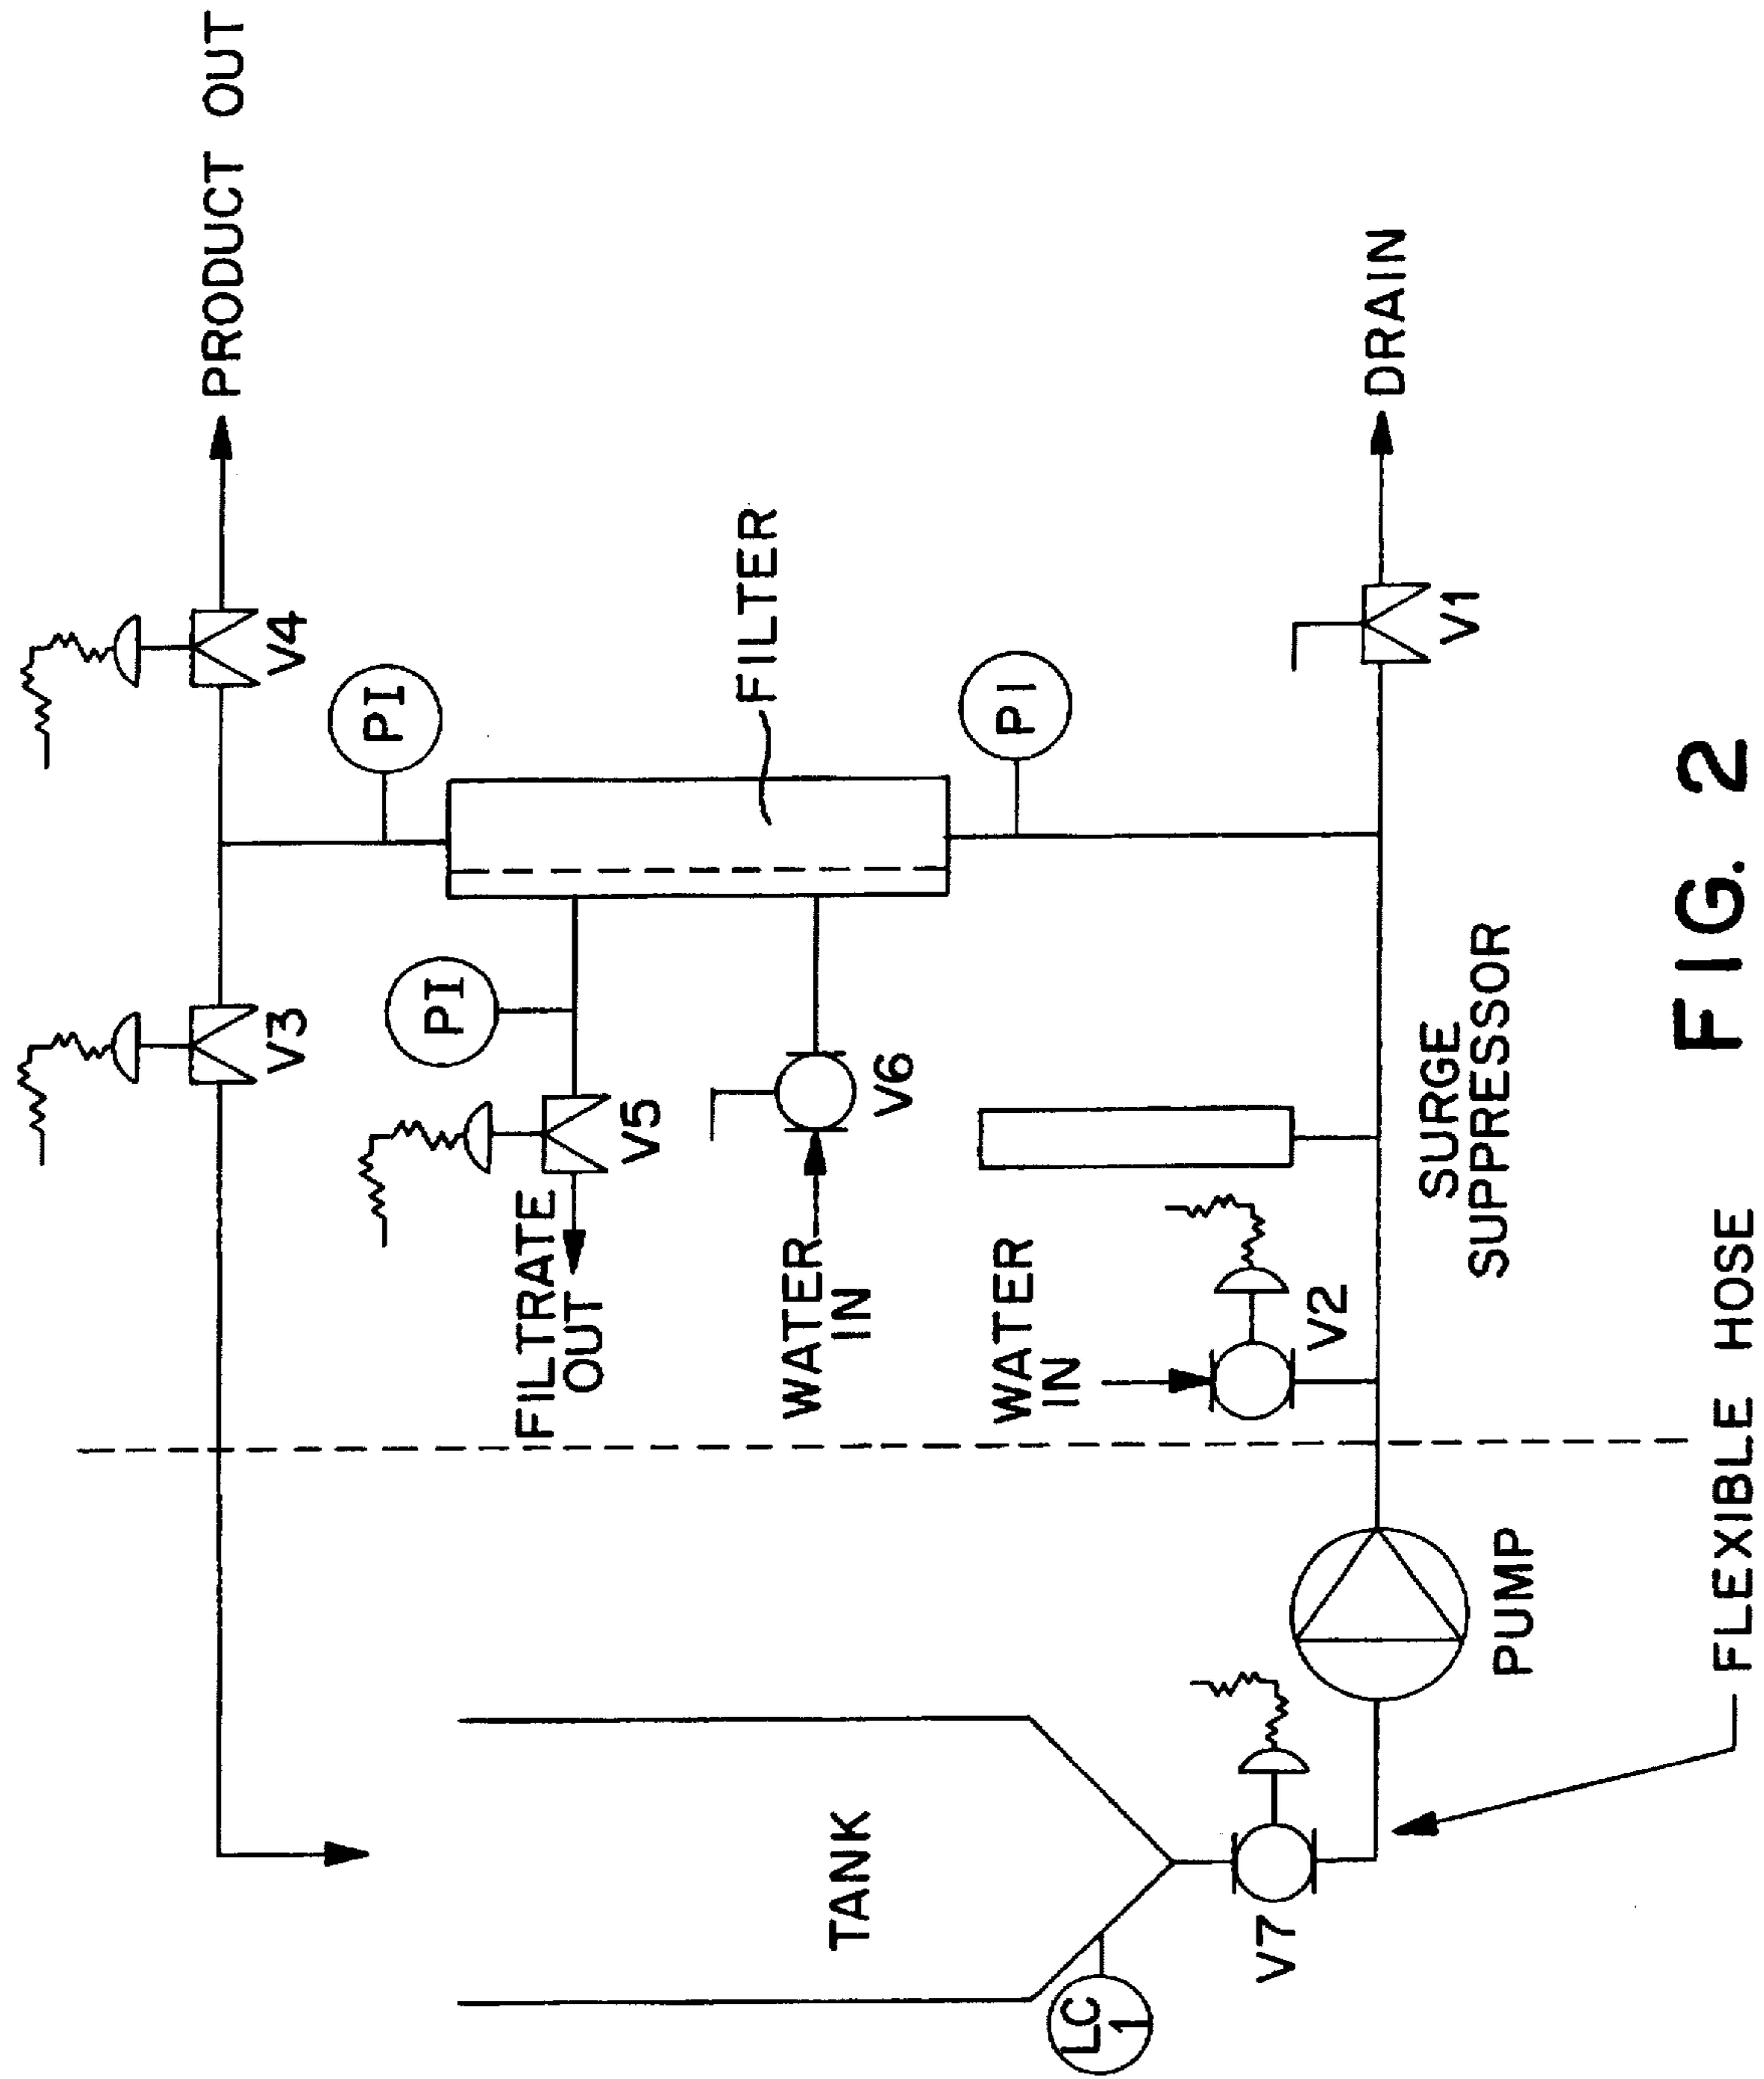 PRODUCT OUT
V3
V4
PI
PI
FILTRATE
OUT
V5
FILTER
WATER
IN
V6
TANK
PI
WATER
IN
LC
1
V7
V2
DRAIN
V1
SURGE
SUPPRESSOR
PUMP
FLEXIBLE HOSE
FIG. 2